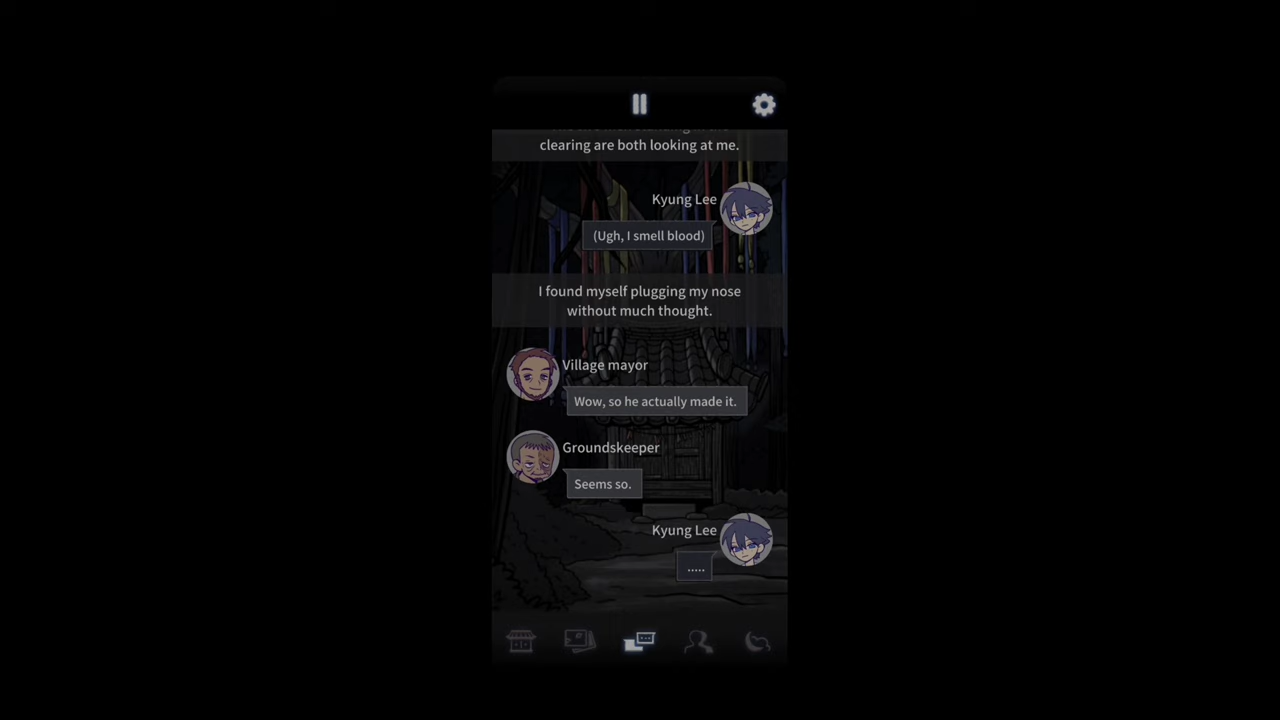 clearing are both looking at me.
Kyung Lee
(Ugh, I smell blood)
I found myself plugging my nose
without much thought.
Village mayor
Wow, so he actually made it.
Groundskeeper
Seems so.
Kyung Lee
.....